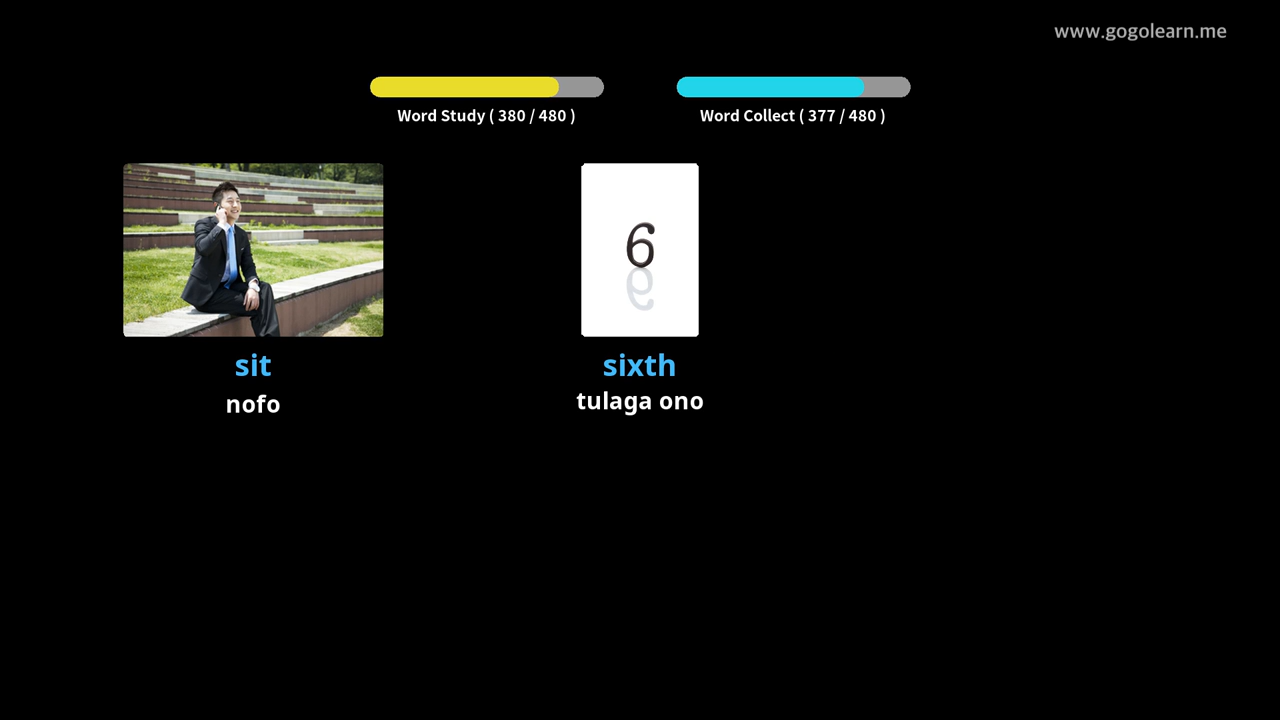 www.gogolearn.me
Word Study ( 380 / 480 )
Word Collect ( 377 / 480 )
6
sit
nofo
sixth
tulaga ono